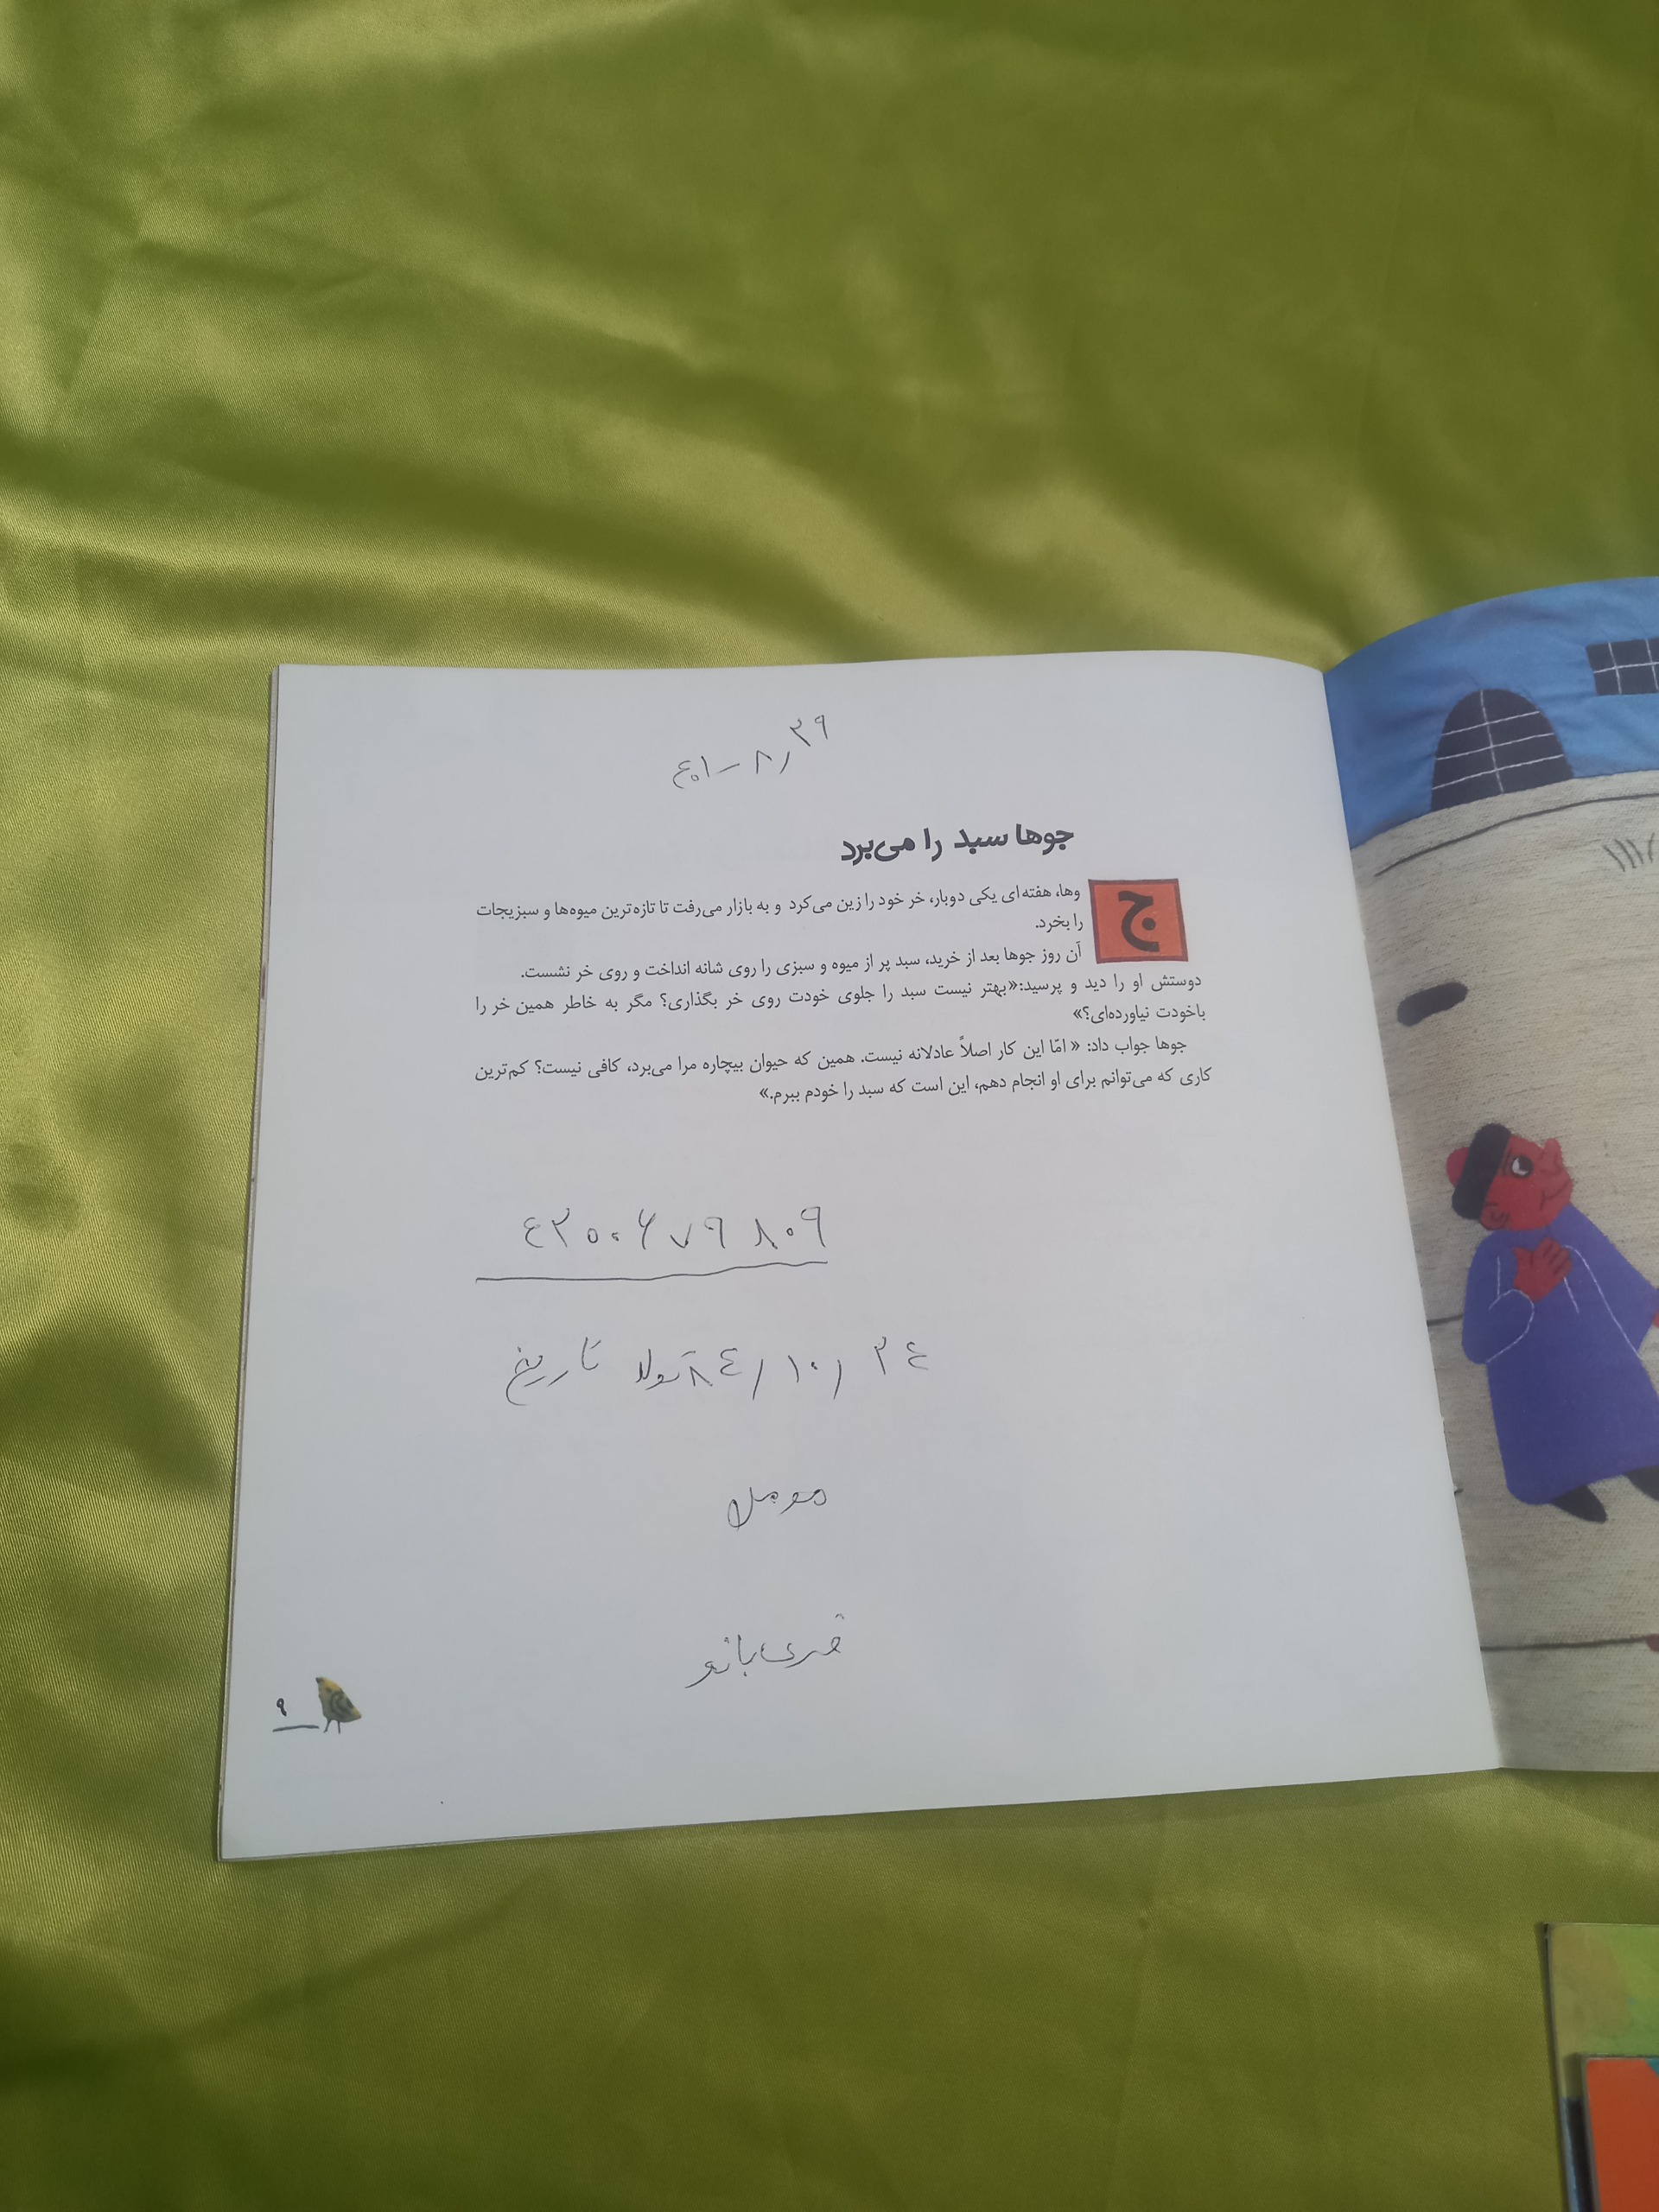 ۴۰۱-۸/۲۹
جوها سبد را می‌برد
جوها، هفته‌ای یکی دوبار، خر خود را زین می‌کرد و به بازار می‌رفت تا تازه‌ترین میوه‌ها و سبزیجات
را بخرد.
آن روز جوها بعد از خرید، سبد پر از میوه و سبزی را روی شانه انداخت و روی خر نشست.
دوستش او را دید و پرسید:«بهتر نیست سبد را جلوی خودت روی خر بگذاری؟ مگر به خاطر همین خر را
باخودت نیاورده‌ای؟»
جوها جواب داد: « امّا این کار اصلاً عادلانه نیست. همین که حیوان بیچاره مرا می‌برد، کافی نیست؟ کم‌ترین
کاری که می‌توانم برای او انجام دهم، این است که سبد را خودم ببرم.»
۴۲۵۰۶۷۹۸۰۹
۸۴/۱۰/۲۴ تولد تاریخ
بانو
۹